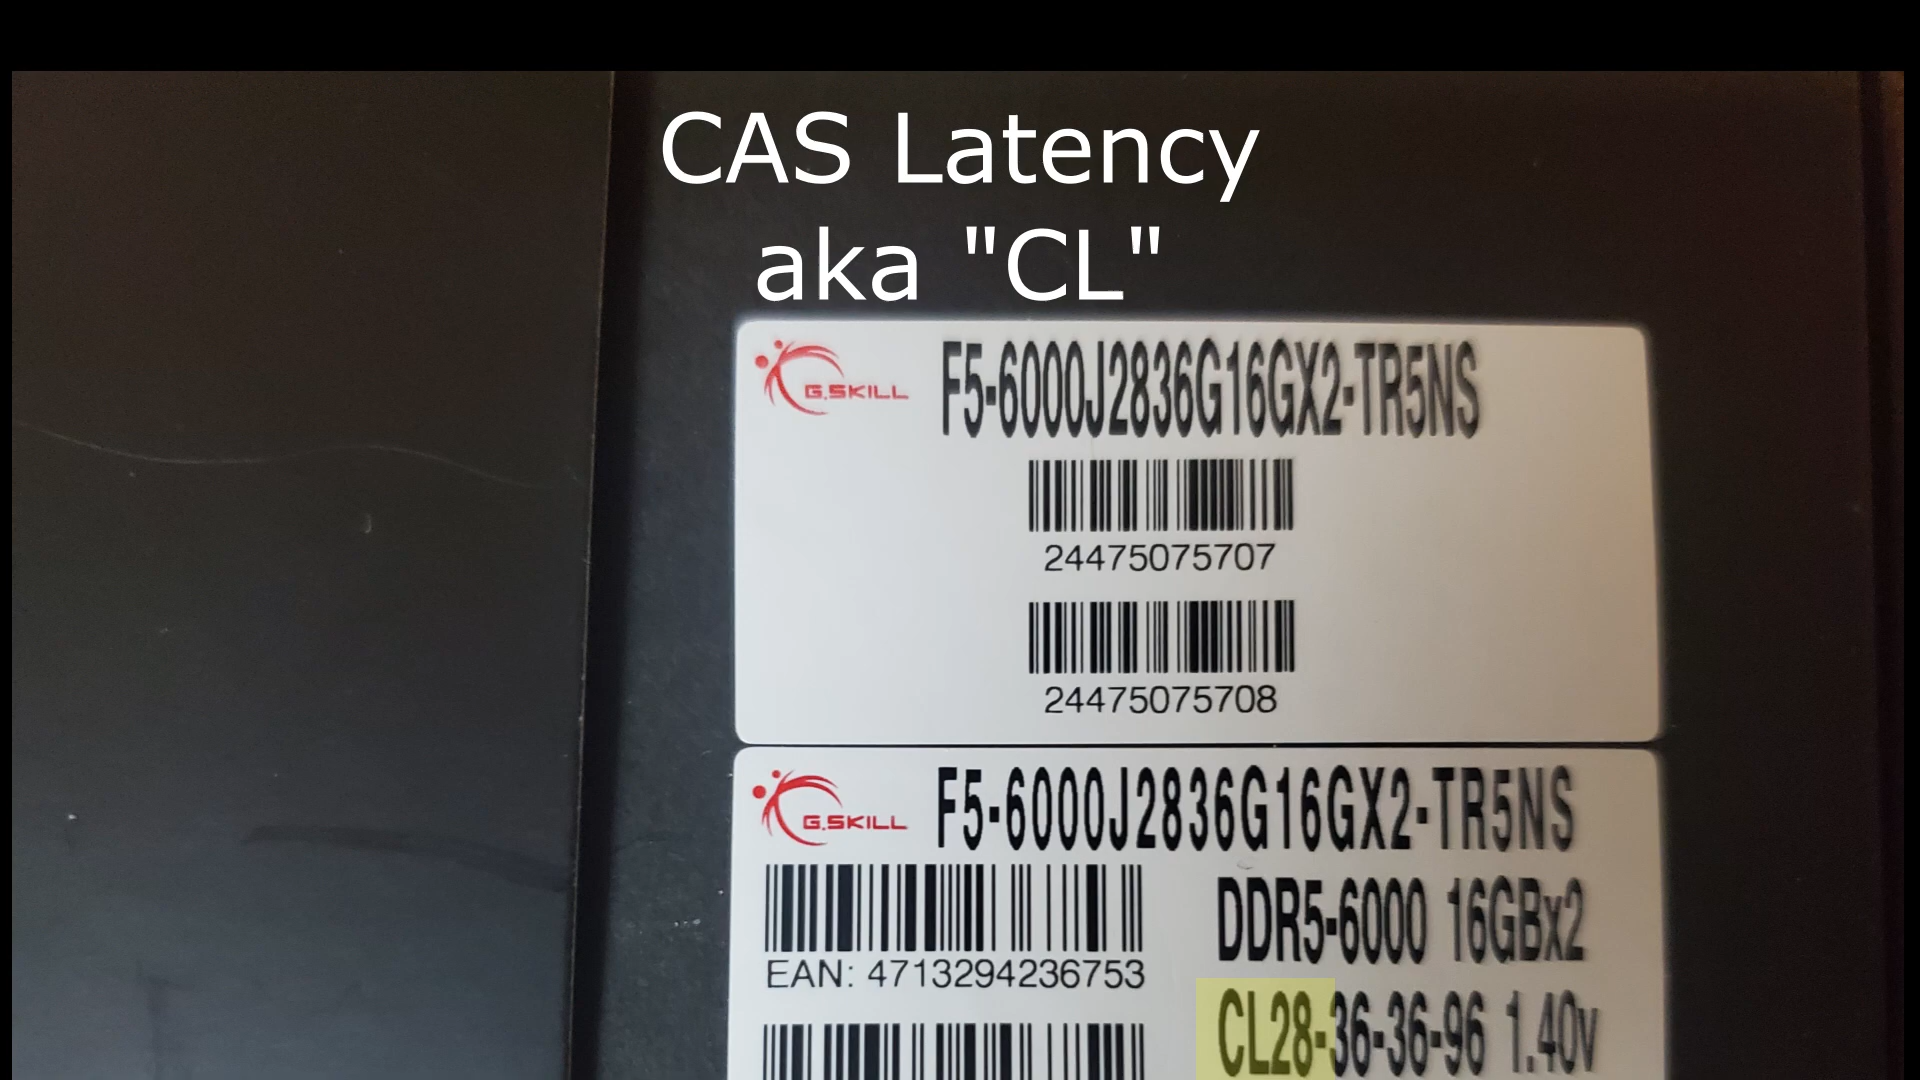 CAS Latency
aka "CL"
G.SKILL
F5-6000J2836G16GX2-TR5NS
24475075707
24475075708
G.SKILL
F5-6000J2836G16GX2-TR5NS
DDR5-6000 16GBx2
EAN: 4713294236753
CL28-36-36-96 1.40v